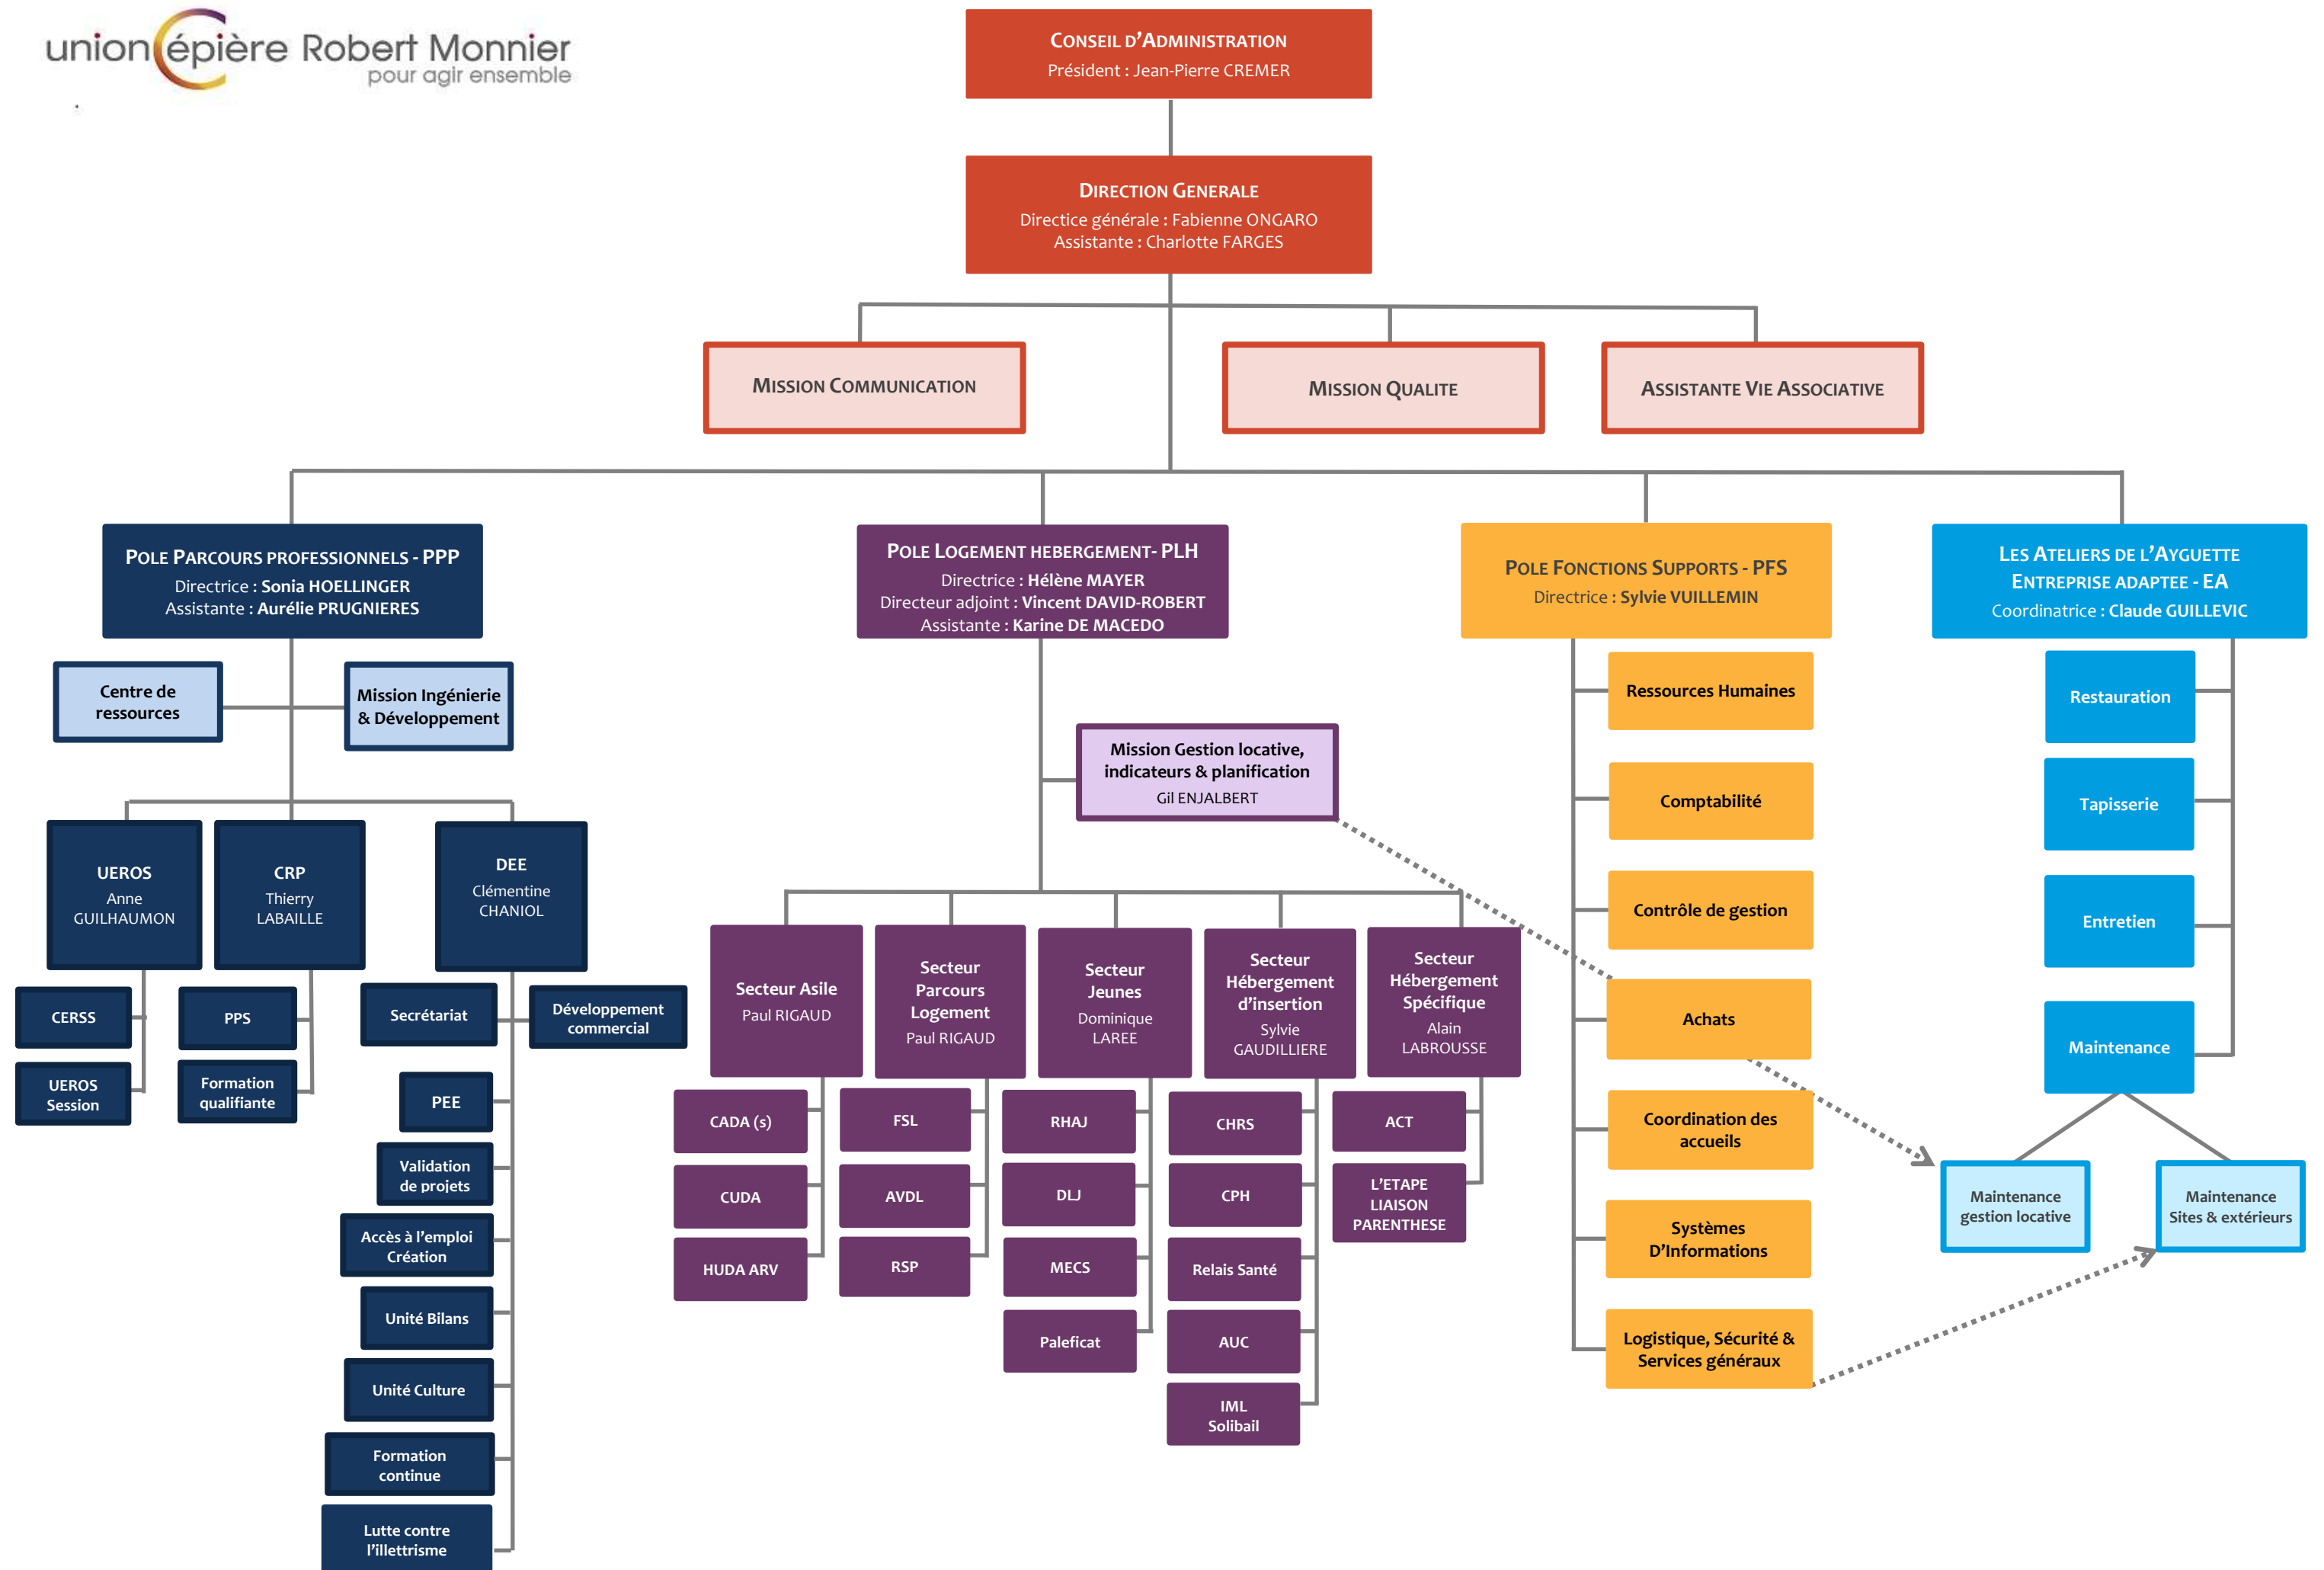 union Cépière Robert Monnier
pour agir ensemble
CONSEIL D'ADMINISTRATION
Président : Jean-Pierre CREMER
DIRECTION GENERALE
Directice générale : Fabienne ONGARO
Assistante : Charlotte FARGES
MISSION COMMUNICATION
MISSION QUALITE
ASSISTANTE VIE ASSOCIATIVE
POLE PARCOURS PROFESSIONNELS - PPP
Directrice : Sonia HOELLINGER
Assistante : Aurélie PRUGNIERES
Centre de
ressources
Mission Ingénierie
& Développement
UEROS
Anne
GUILHAUMON
CERSS
UEROS
Session
CRP
Thierry
LABAILLE
PPS
Formation
qualifiante
DEE
Clémentine
CHANIOL
Secrétariat
Développement
commercial
PEE
Validation
de projets
Accès à l'emploi
Création
Unité Bilans
Unité Culture
Formation
continue
Lutte contre
l'illettrisme
POLE LOGEMENT HEBERGEMENT- PLH
Directrice : Hélène MAYER
Directeur adjoint : Vincent DAVID-ROBERT
Assistante : Karine DE MACEDO
Mission Gestion locative,
indicateurs & planification
Gil ENJALBERT
Secteur Asile
Paul RIGAUD
CADA (s)
CUDA
HUDA ARV
Secteur
Parcours
Logement
Paul RIGAUD
FSL
AVDL
RSP
Secteur
Jeunes
Dominique
LAREE
RHAJ
DLJ
MECS
Paleficat
Secteur
Hébergement
d'insertion
Sylvie
GAUDILLIERE
CHRS
CPH
Relais Santé
AUC
IML
Solibail
Secteur
Hébergement
Spécifique
Alain
LABROUSSE
ACT
L'ETAPE
LIAISON
PARENTHESE
POLE FONCTIONS SUPPORTS - PFS
Directrice : Sylvie VUILLEMIN
Ressources Humaines
Comptabilité
Contrôle de gestion
Achats
Coordination des
accueils
Systèmes
D'Informations
Logistique, Sécurité &
Services généraux
LES ATELIERS DE L'AYGUETTE
ENTREPRISE ADAPTEE - EA
Coordinatrice : Claude GUILLEVIC
Restauration
Tapisserie
Entretien
Maintenance
Maintenance
gestion locative
Maintenance
Sites & extérieurs